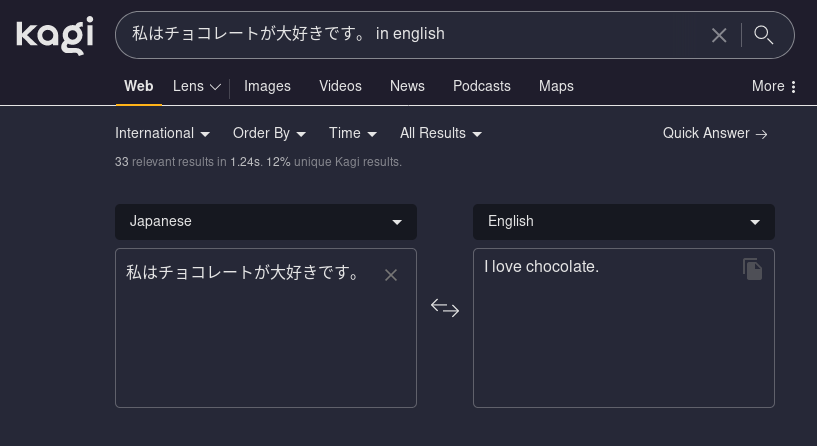 kagi
私はチョコレートが大好きです。 in english
Web Lens Images Videos News Podcasts Maps More
International Order By Time All Results Quick Answer →
33 relevant results in 1.24s. 12% unique Kagi results.
Japanese
English
私はチョコレートが大好きです。
I love chocolate.